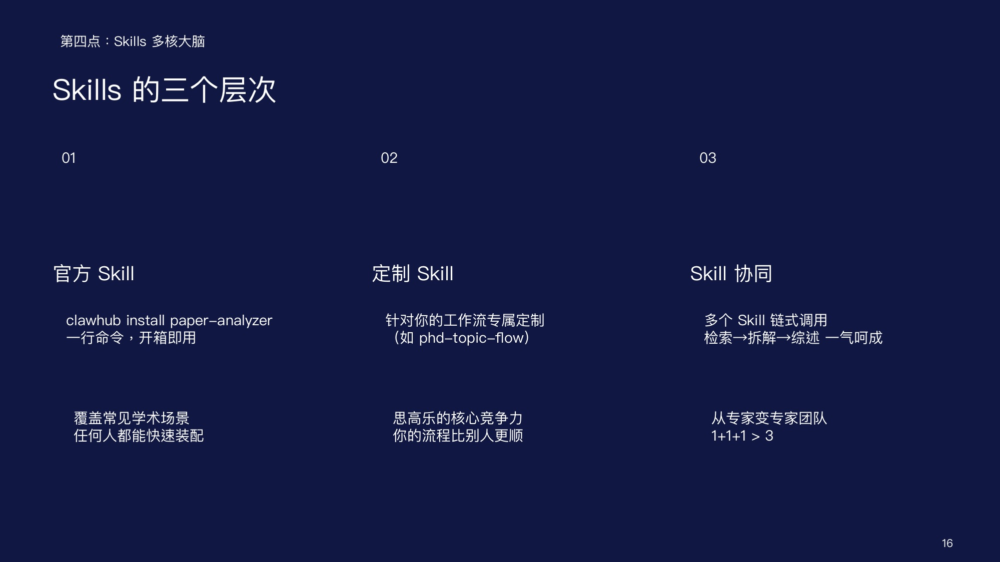 第四点：Skills 多核大脑
Skills 的三个层次
01
官方 Skill
clawhub install paper-analyzer
一行命令，开箱即用
覆盖常见学术场景
任何人都能快速装配
02
定制 Skill
针对你的工作流专属定制
（如 phd-topic-flow）
思高乐的核心竞争力
你的流程比别人更顺
03
Skill 协同
多个 Skill 链式调用
检索→拆解→综述 一气呵成
从专家变专家团队
1+1+1 > 3
16